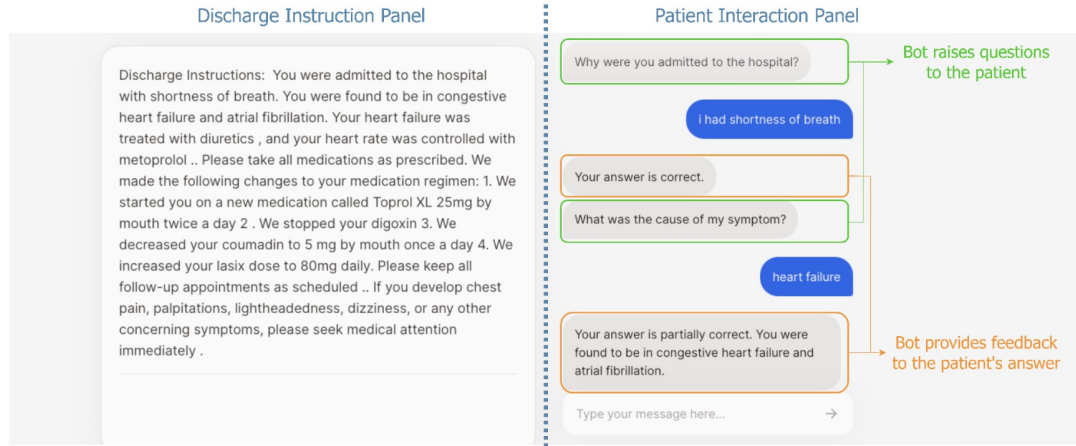 Discharge Instruction Panel
Discharge Instructions:  You were admitted to the hospital
with shortness of breath. You were found to be in congestive
heart failure and atrial fibrillation. Your heart failure was
treated with diuretics , and your heart rate was controlled with
metoprolol .. Please take all medications as prescribed. We
made the following changes to your medication regimen: 1. We
started you on a new medication called Toprol XL 25mg by
mouth twice a day 2 . We stopped your digoxin 3. We
decreased your coumadin to 5 mg by mouth once a day 4. We
increased your lasix dose to 80mg daily. Please keep all
follow-up appointments as scheduled .. If you develop chest
pain, palpitations, lightheadedness, dizziness, or any other
concerning symptoms, please seek medical attention
immediately .
Patient Interaction Panel
Why were you admitted to the hospital?
i had shortness of breath
Your answer is correct.
What was the cause of my symptom?
heart failure
Your answer is partially correct. You were
found to be in congestive heart failure and
atrial fibrillation.
Type your message here...
Bot raises questions
to the patient
Bot provides feedback
to the patient's answer